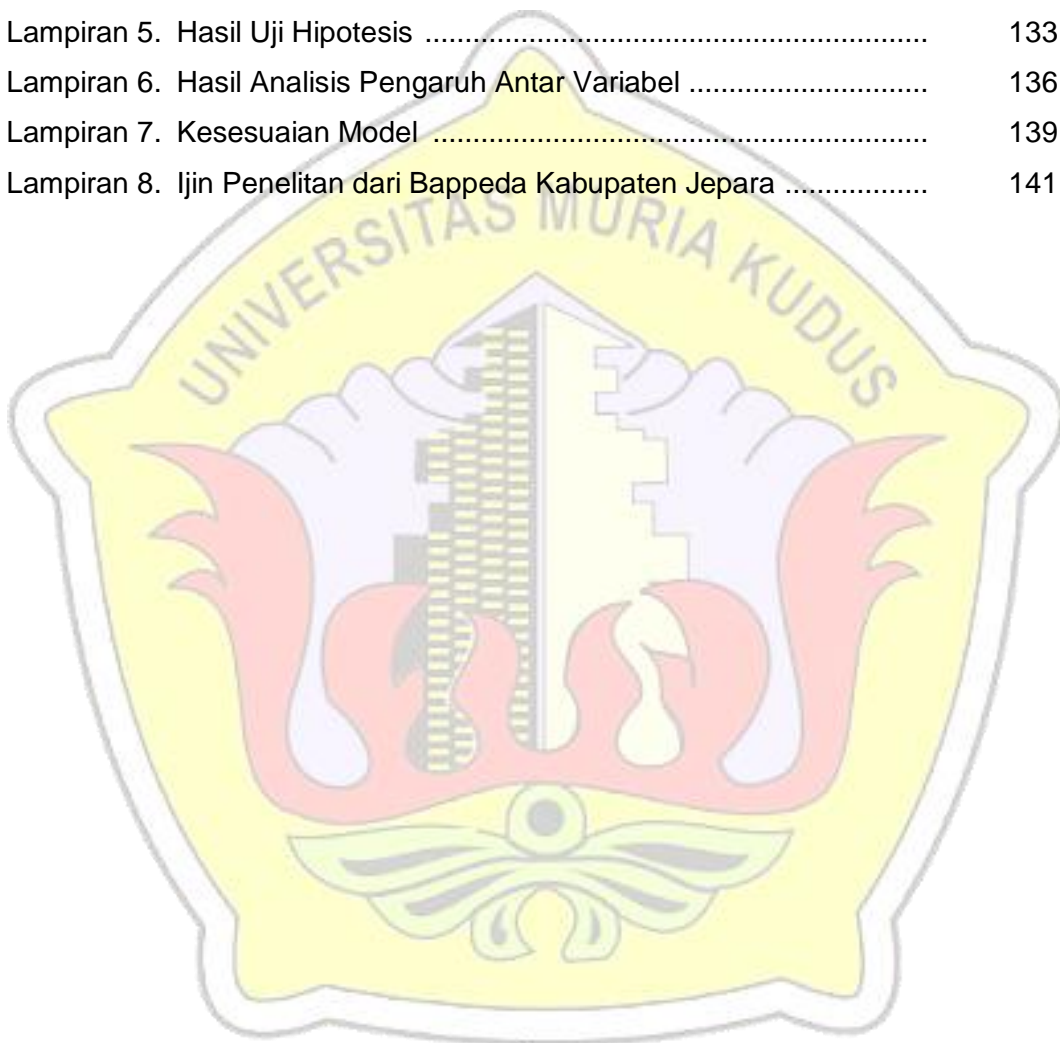 Lampiran 5.  Hasil Uji Hipotesis .............................................................. 133
Lampiran 6.  Hasil Analisis Pengaruh Antar Variabel .............................. 136
Lampiran 7.  Kesesuaian Model ............................................................. 139
Lampiran 8.  Ijin Penelitan dari Bappeda Kabupaten Jepara .................. 141
UNIVERSITAS MURIA KUDUS